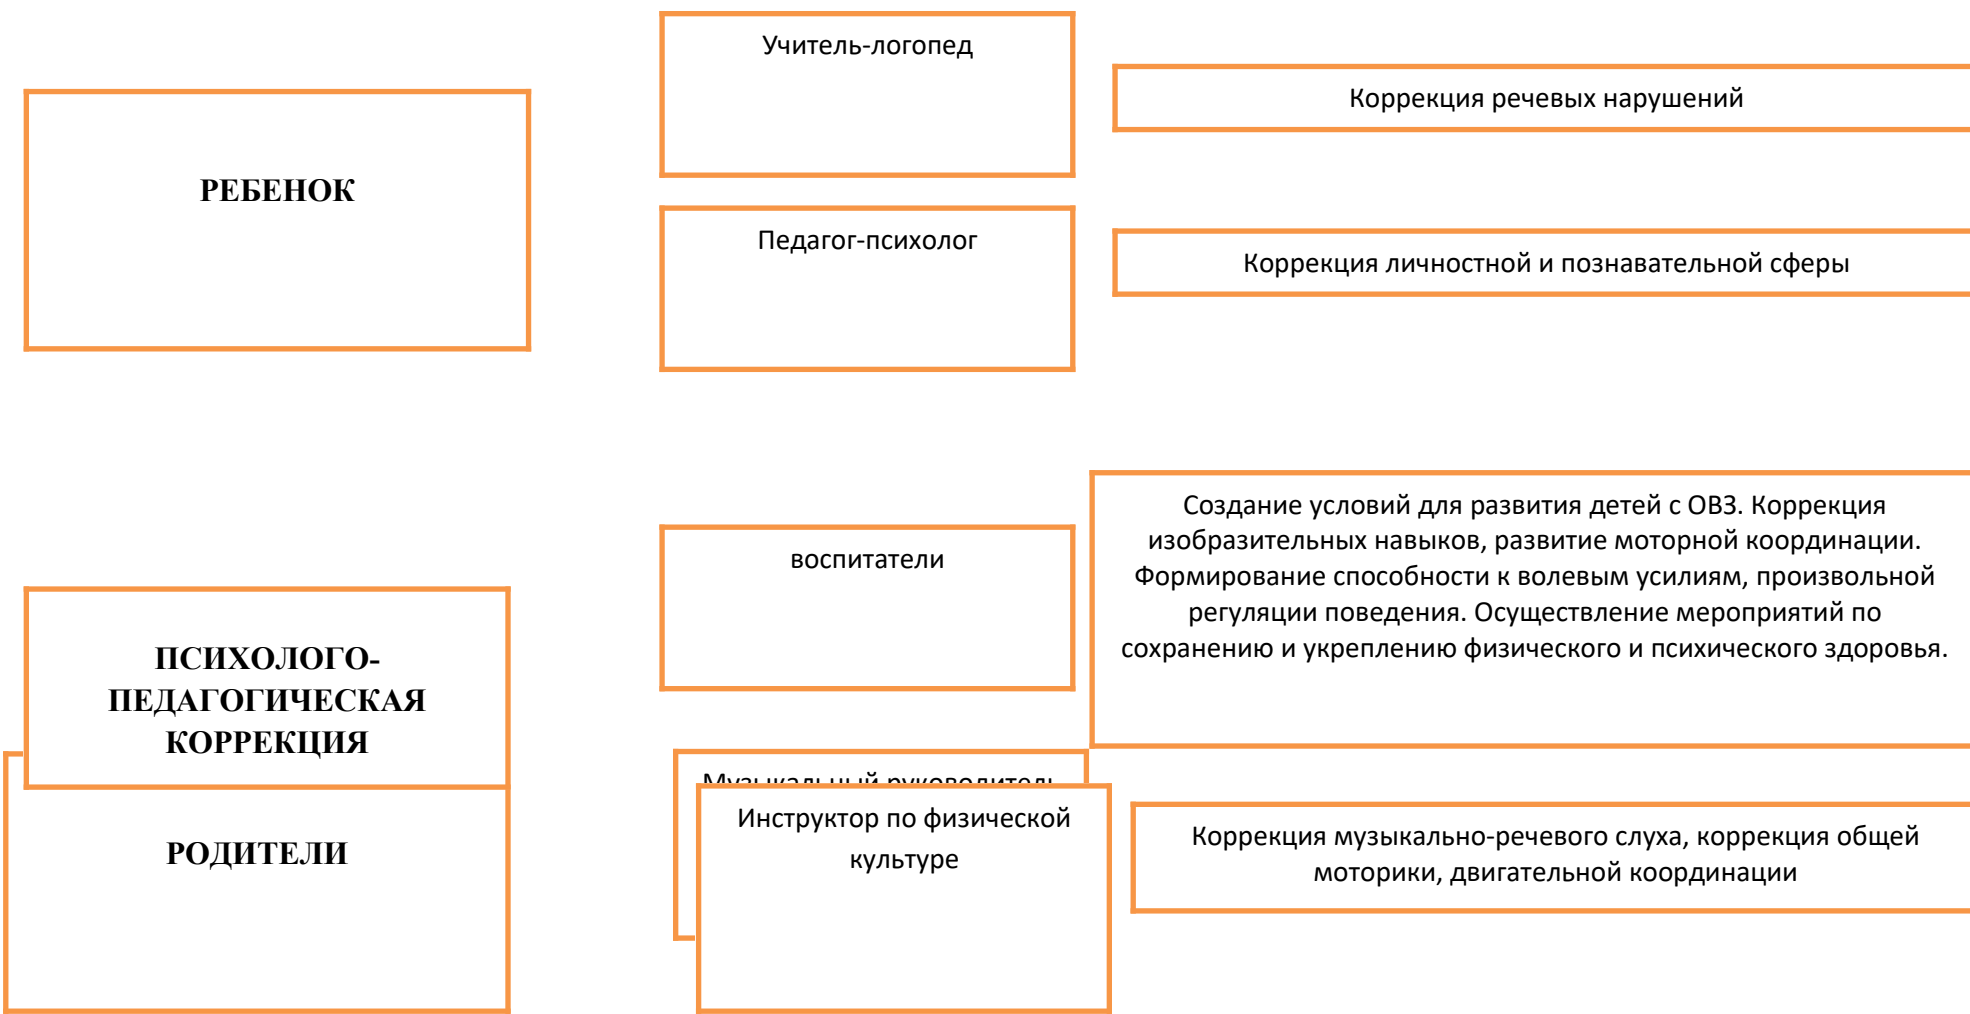 Учитель-логопед
Коррекция речевых нарушений
РЕБЕНОК
Педагог-психолог
Коррекция личностной и познавательной сферы
Создание условий для развития детей с ОВЗ. Коррекция
изобразительных навыков, развитие моторной координации.
Формирование способности к волевым усилиям, произвольной
регуляции поведения. Осуществление мероприятий по
сохранению и укреплению физического и психического здоровья.
воспитатели
ПСИХОЛОГО-
ПЕДАГОГИЧЕСКАЯ
КОРРЕКЦИЯ
РОДИТЕЛИ
Музыкальный руководитель
Инструктор по физической
культуре
Коррекция музыкально-речевого слуха, коррекция общей
моторики, двигательной координации